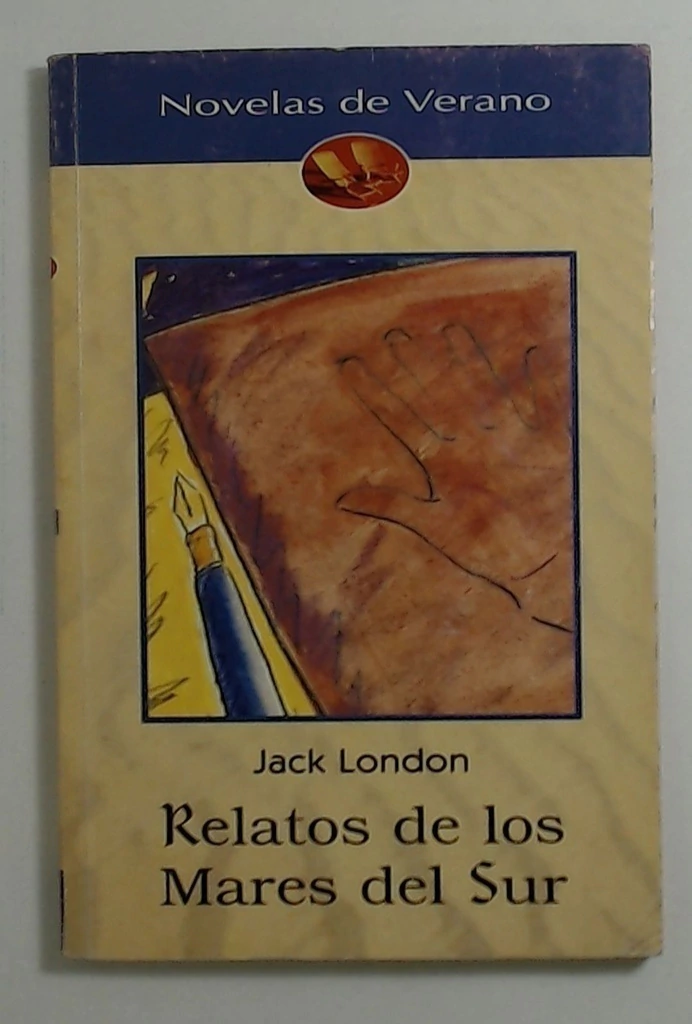 Novelas de Verano
Jack London
Relatos de los
Mares del Sur